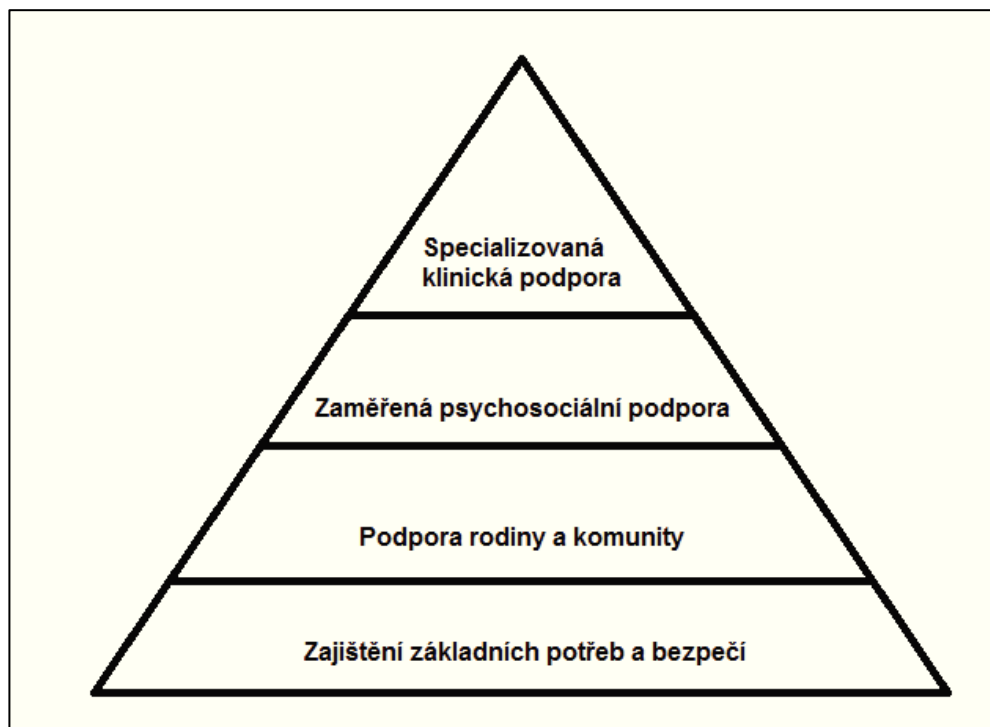 Specializovaná
klinická podpora
Zaměřená psychosociální podpora
Podpora rodiny a komunity
Zajištění základních potřeb a bezpečí